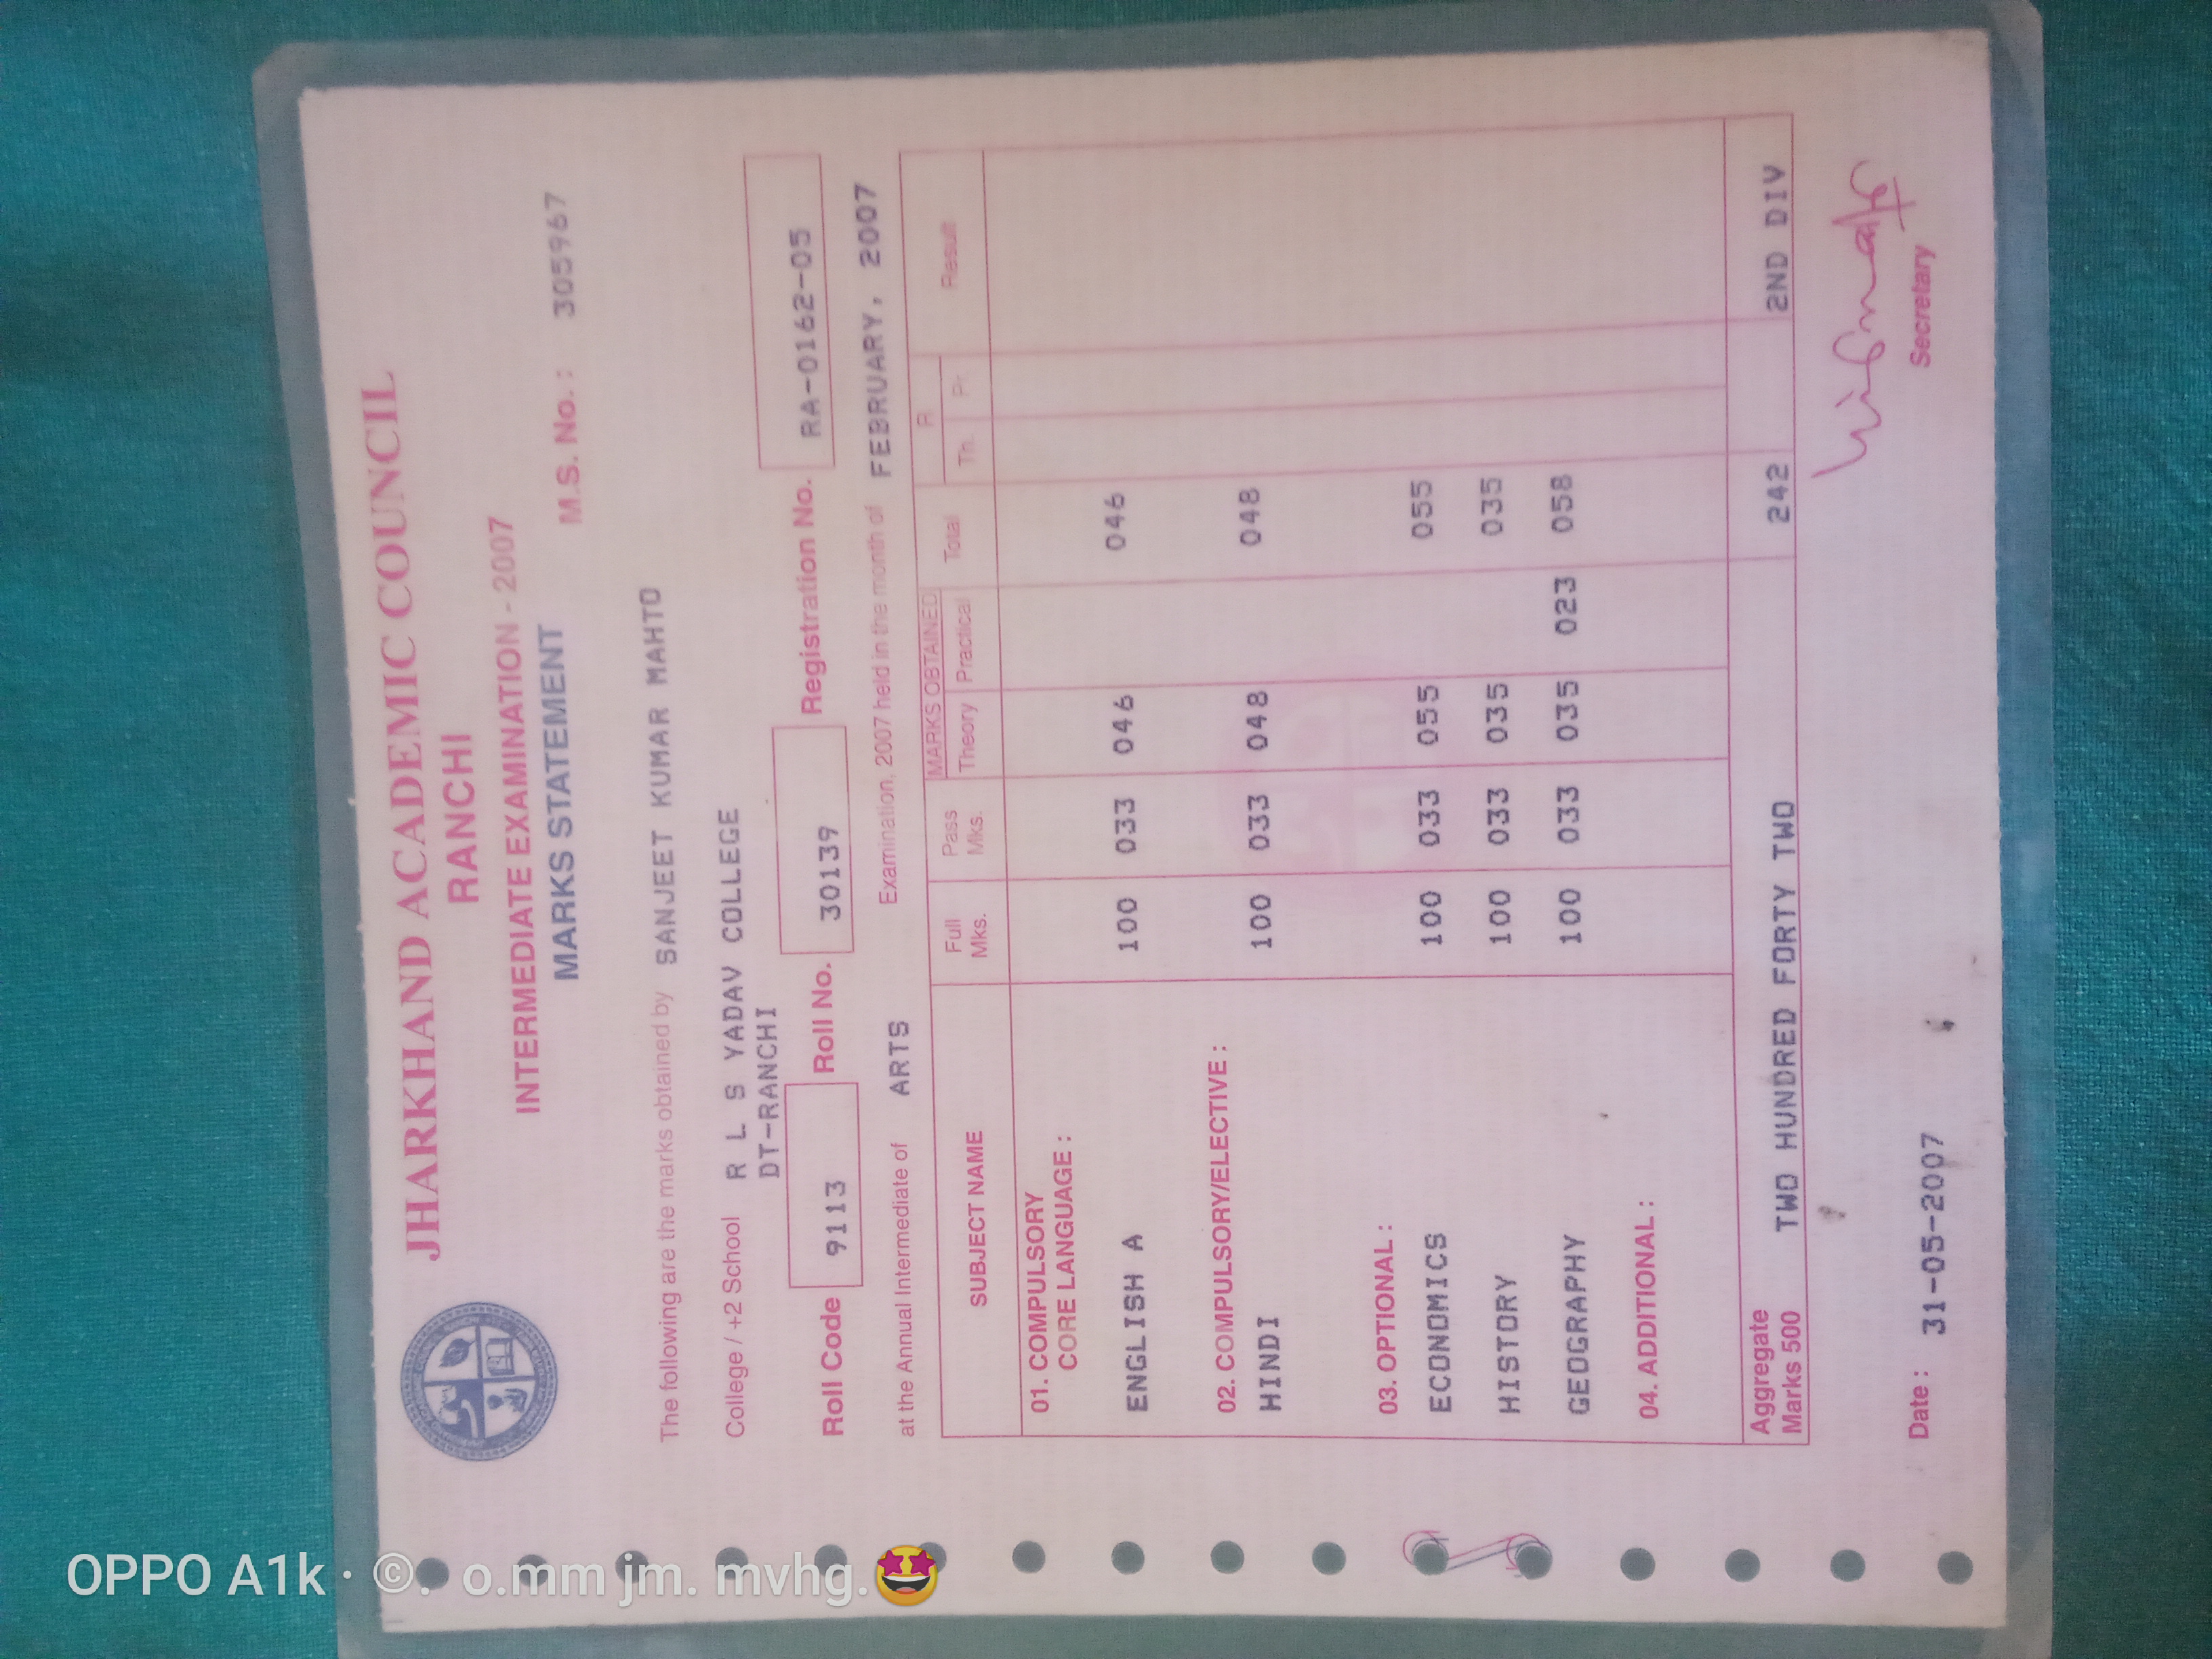 JHARKHAND ACADEMIC COUNCIL
RANCHI
INTERMEDIATE EXAMINATION - 2007
MARKS STATEMENT
M.S. No. : 305967
The following are the marks obtained by SANJEET KUMAR MAHTO
College / +2 School R L S YADAV COLLEGE
DT-RANCHI
Roll Code 9113 Roll No. 30139 Registration No. RA-0162-05
at the Annual Intermediate of ARTS Examination, 2007 held in the month of FEBRUARY, 2007
SUBJECT NAME Full Mks. Pass Mks. MARKS OBTAINED Theory Practical Total R Th. Pr. Result
01. COMPULSORY
CORE LANGUAGE :
ENGLISH A 100 033 046 046
02. COMPULSORY/ELECTIVE :
HINDI 100 033 048 048
03. OPTIONAL :
ECONOMICS 100 033 055 055
HISTORY 100 033 035 035
GEOGRAPHY 100 033 035 023 058
04. ADDITIONAL :
Aggregate
Marks 500 TWO HUNDRED FORTY TWO 242 2ND DIV
Date : 31-05-2007
Secretary
OPPO A1k · ©. o.mm jm. mvhg.🤩